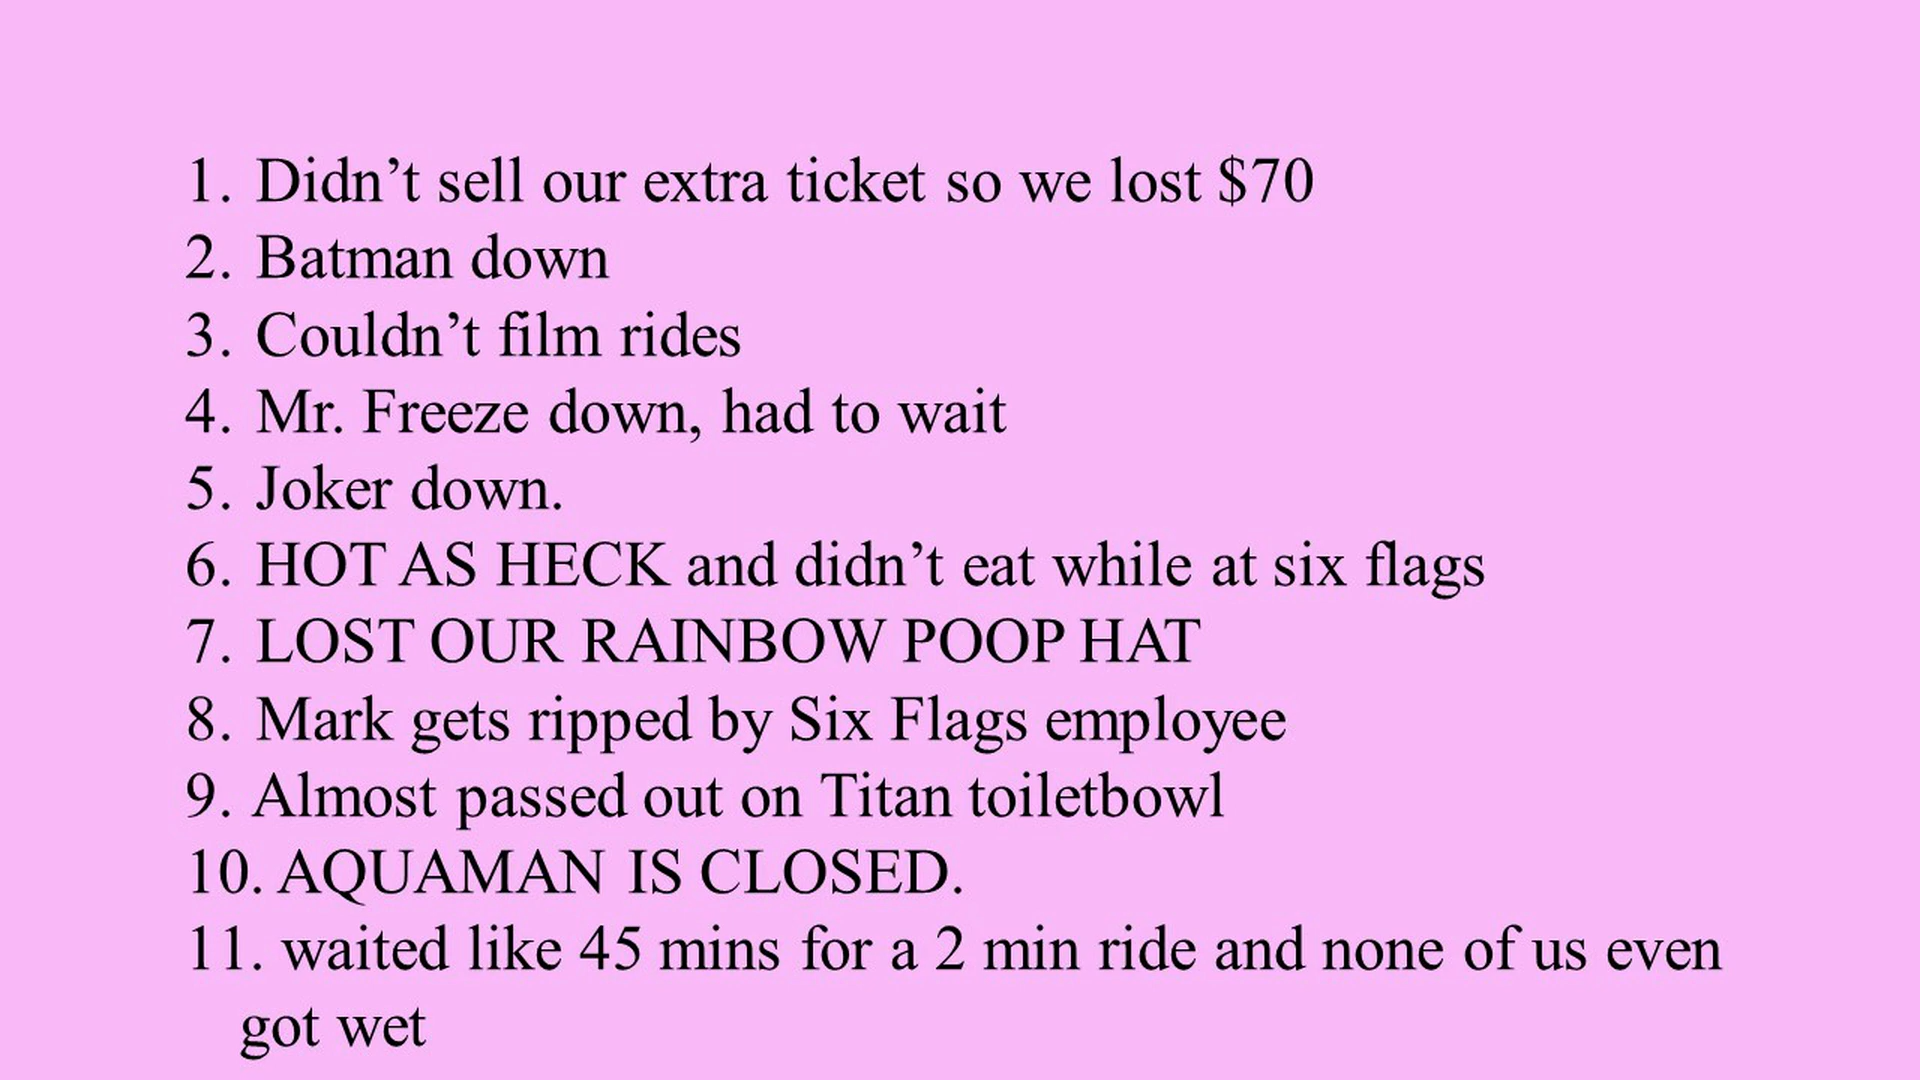 1. Didn’t sell our extra ticket so we lost $70
2. Batman down
3. Couldn’t film rides
4. Mr. Freeze down, had to wait
5. Joker down.
6. HOT AS HECK and didn’t eat while at six flags
7. LOST OUR RAINBOW POOP HAT
8. Mark gets ripped by Six Flags employee
9. Almost passed out on Titan toiletbowl
10. AQUAMAN IS CLOSED.
11. waited like 45 mins for a 2 min ride and none of us even
got wet